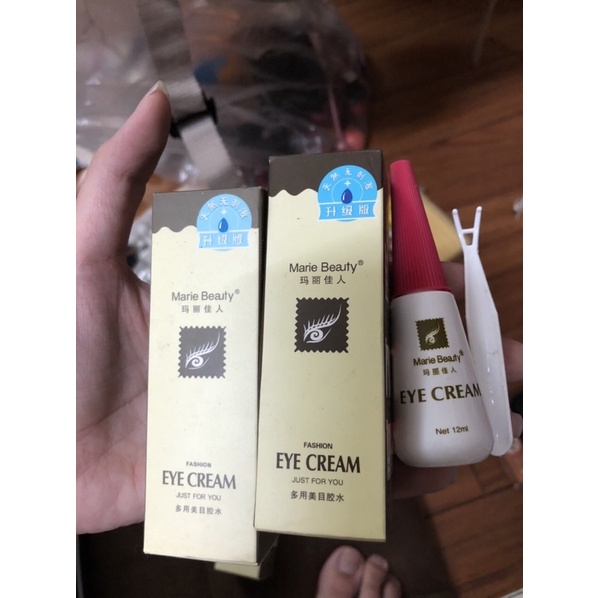 天然无刺激
升级版
Marie Beauty®
玛丽佳人
FASHION
EYE CREAM
JUST FOR YOU
多用美目胶水
天然无刺激
升级版
Marie Beauty®
玛丽佳人
FASHION
EYE CREAM
JUST FOR YOU
多用美目胶水
Marie Beauty®
玛丽佳人
EYE CREAM
Net 12ml